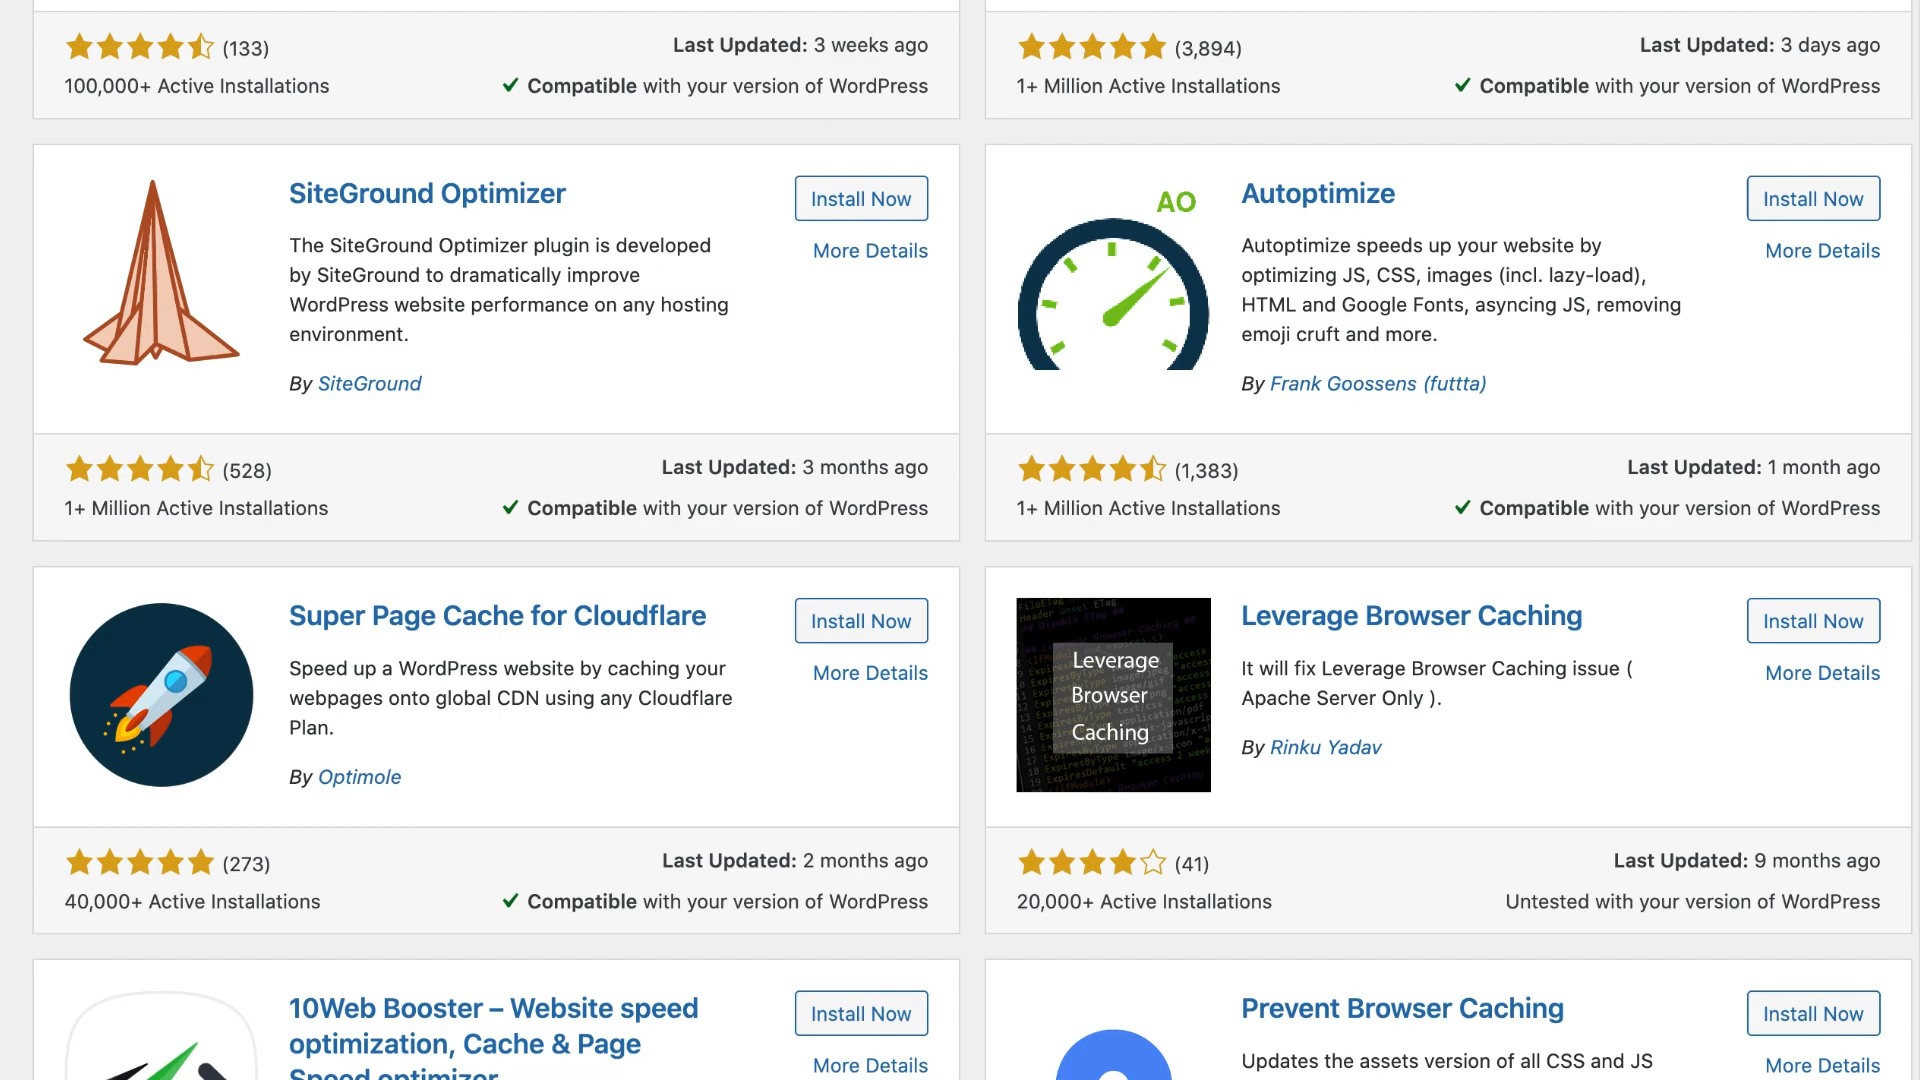 (133)
Last Updated: 3 weeks ago
100,000+ Active Installations
Compatible with your version of WordPress
(3,894)
Last Updated: 3 days ago
1+ Million Active Installations
Compatible with your version of WordPress
SiteGround Optimizer
Install Now
More Details
The SiteGround Optimizer plugin is developed
by SiteGround to dramatically improve
WordPress website performance on any hosting
environment.
By SiteGround
(528)
Last Updated: 3 months ago
1+ Million Active Installations
Compatible with your version of WordPress
AO
Autoptimize
Install Now
More Details
Autoptimize speeds up your website by
optimizing JS, CSS, images (incl. lazy-load),
HTML and Google Fonts, asyncing JS, removing
emoji cruft and more.
By Frank Goossens (futtta)
(1,383)
Last Updated: 1 month ago
1+ Million Active Installations
Compatible with your version of WordPress
Super Page Cache for Cloudflare
Install Now
More Details
Speed up a WordPress website by caching your
webpages onto global CDN using any Cloudflare
Plan.
By Optimole
(273)
Last Updated: 2 months ago
40,000+ Active Installations
Compatible with your version of WordPress
Leverage
Browser
Caching
Leverage Browser Caching
Install Now
More Details
It will fix Leverage Browser Caching issue (
Apache Server Only ).
By Rinku Yadav
(41)
Last Updated: 9 months ago
20,000+ Active Installations
Untested with your version of WordPress
10Web Booster – Website speed
optimization, Cache & Page
Speed optimizer
Install Now
More Details
Prevent Browser Caching
Install Now
More Details
Updates the assets version of all CSS and JS